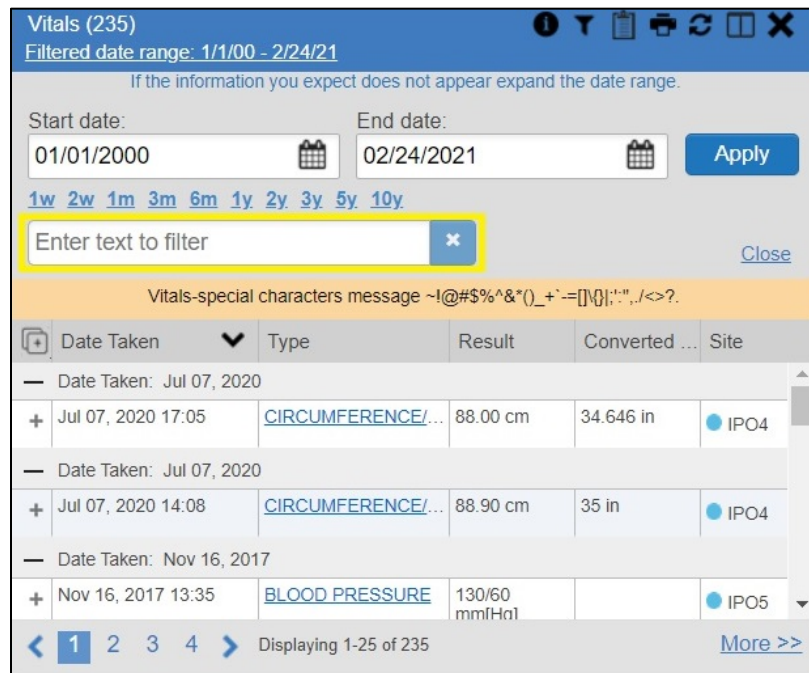 Vitals (235)
Filtered date range: 1/1/00 - 2/24/21
If the information you expect does not appear expand the date range.
Start date: End date:
01/01/2000 02/24/2021 Apply
1w 2w 1m 3m 6m 1y 2y 3y 5y 10y
Enter text to filter
Close
Vitals-special characters message ~!@#$%^&*()_+`-=[]\{}|;':",./<>?.
Date Taken Type Result Converted ... Site
Date Taken: Jul 07, 2020
Jul 07, 2020 17:05 CIRCUMFERENCE/... 88.00 cm 34.646 in IPO4
Date Taken: Jul 07, 2020
Jul 07, 2020 14:08 CIRCUMFERENCE/... 88.90 cm 35 in IPO4
Date Taken: Nov 16, 2017
Nov 16, 2017 13:35 BLOOD PRESSURE 130/60 IPO5
mm[Hg]
1 2 3 4 Displaying 1-25 of 235 More >>